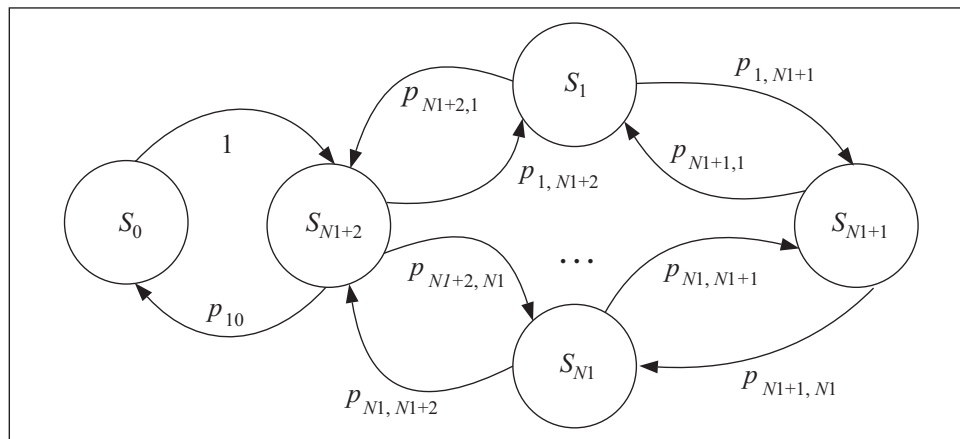 S1
p1, N1+1
pN1+2,1
1
pN1+1,1
p1, N1+2
S0
SN1+2
SN1+1
...
pN1+2, N1
pN1, N1+1
p10
SN1
pN1, N1+2
pN1+1, N1